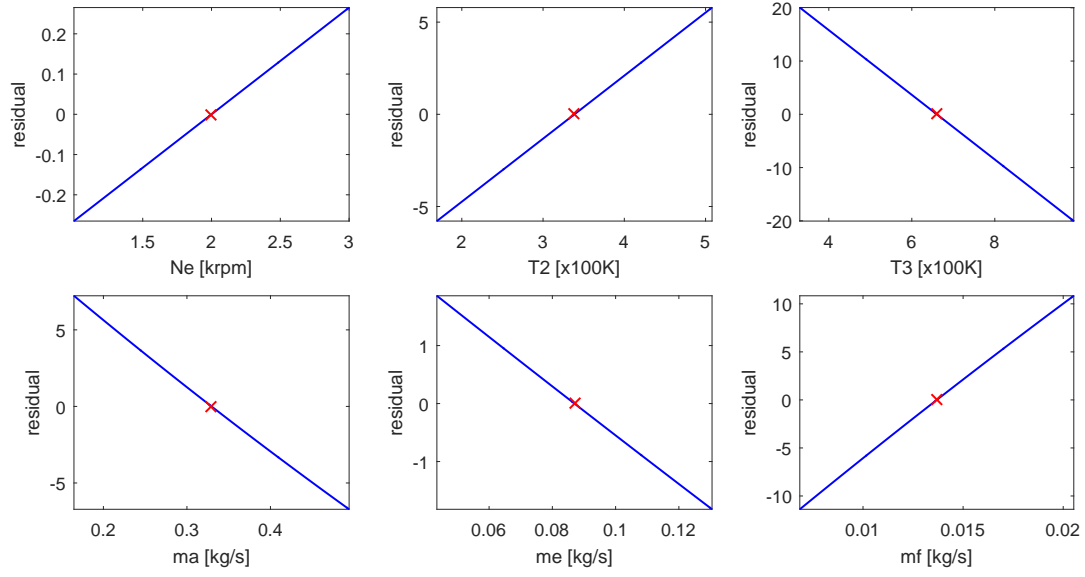 0.2
0.1
0
-0.1
-0.2
residual
1.5 2 2.5 3
Ne [krpm]
5
0
-5
residual
2 3 4 5
T2 [x100K]
20
10
0
-10
-20
residual
4 6 8
T3 [x100K]
5
0
-5
residual
0.2 0.3 0.4
ma [kg/s]
1
0
-1
residual
0.06 0.08 0.1 0.12
me [kg/s]
10
5
0
-5
-10
residual
0.01 0.015 0.02
mf [kg/s]